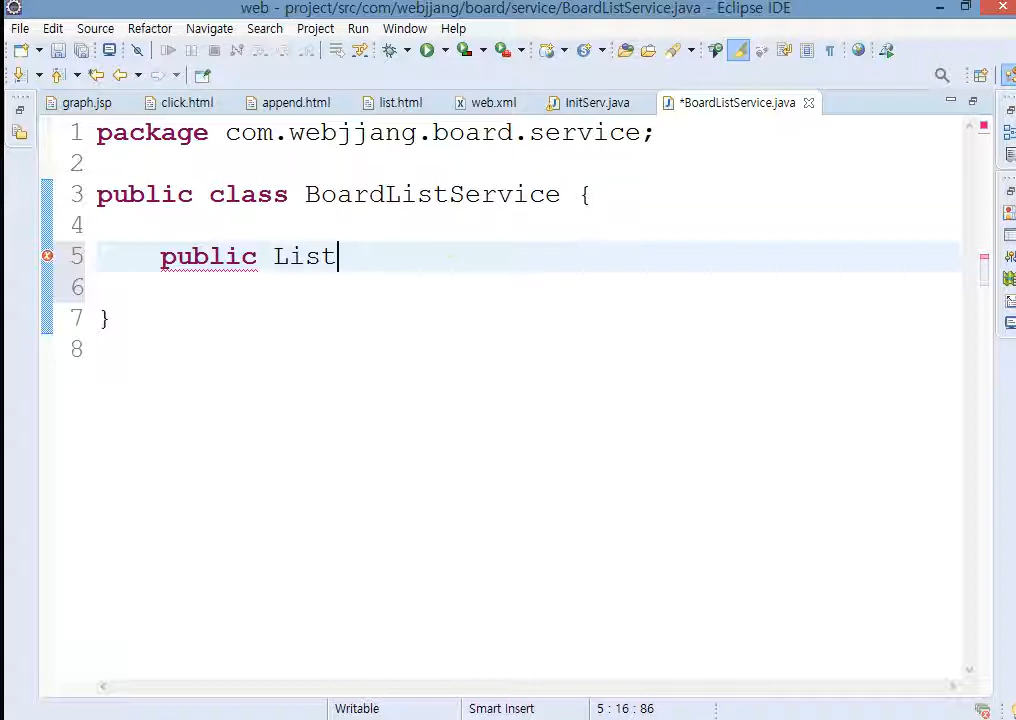 web - project/src/com/webjjang/board/service/BoardListService.java - Eclipse IDE
File Edit Source Refactor Navigate Search Project Run Window Help
graph.jsp click.html append.html list.html web.xml InitServ.java *BoardListService.java
1 package com.webjjang.board.service;
2
3 public class BoardListService {
4
5 public List
6
7 }
8
Writable Smart Insert 5 : 16 : 86